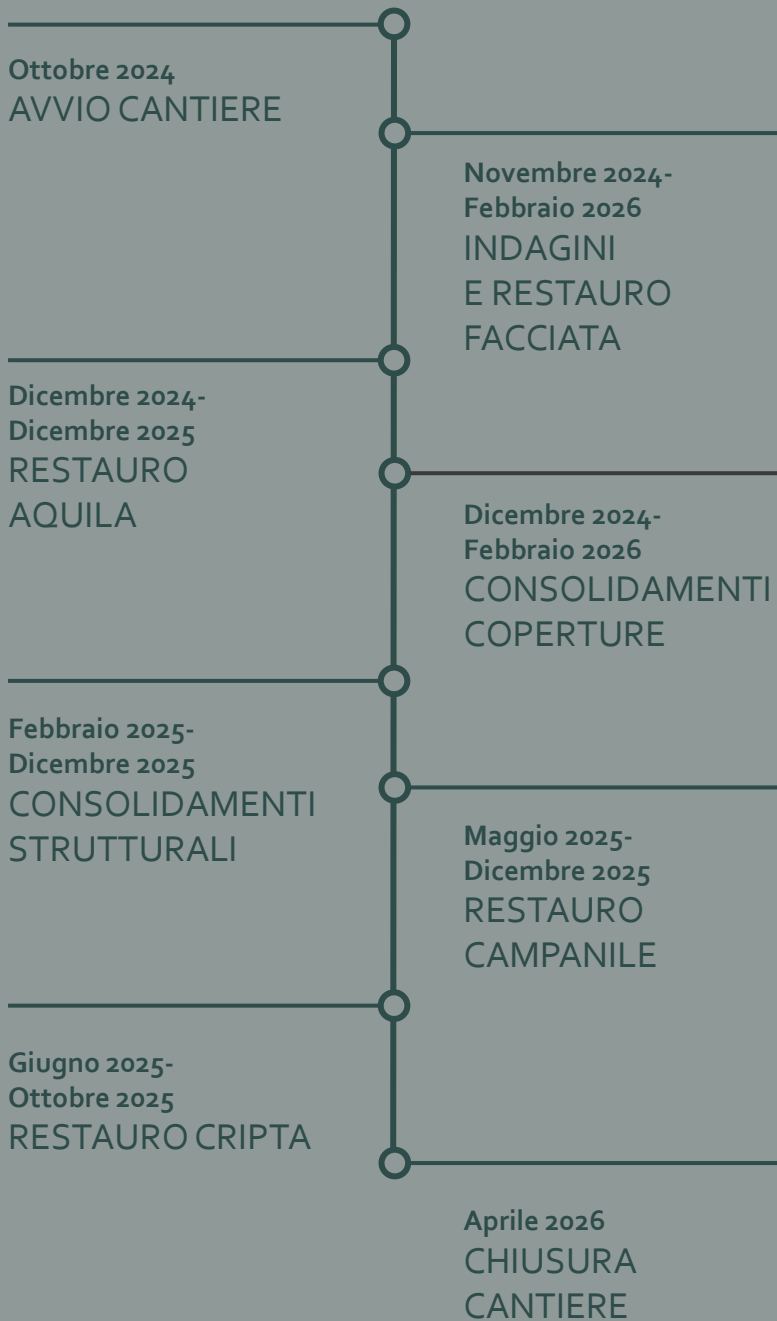 Ottobre 2024
AVVIO CANTIERE
Novembre 2024-
Febbraio 2026
INDAGINI
E RESTAURO
FACCIATA
Dicembre 2024-
Dicembre 2025
RESTAURO
AQUILA
Dicembre 2024-
Febbraio 2026
CONSOLIDAMENTI
COPERTURE
Febbraio 2025-
Dicembre 2025
CONSOLIDAMENTI
STRUTTURALI
Maggio 2025-
Dicembre 2025
RESTAURO
CAMPANILE
Giugno 2025-
Ottobre 2025
RESTAURO CRIPTA
Aprile 2026
CHIUSURA
CANTIERE